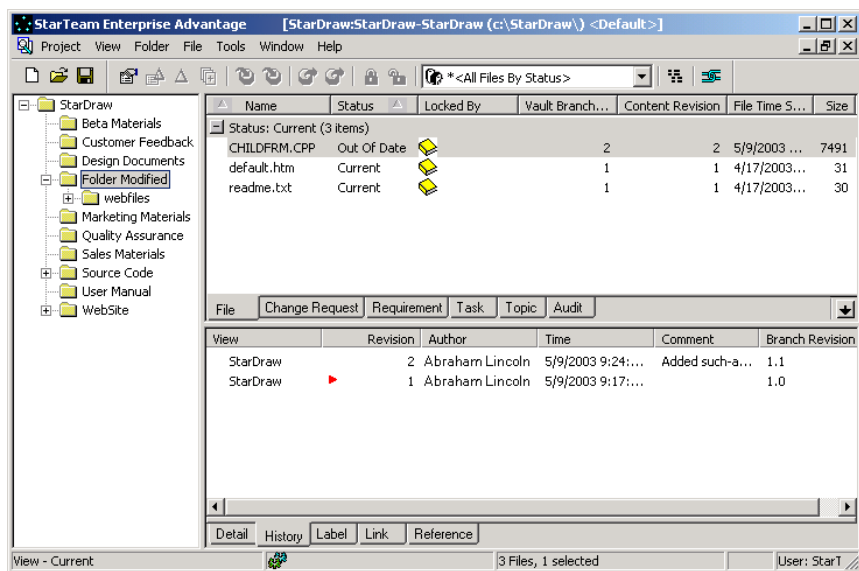 StarTeam Enterprise Advantage [StarDraw:StarDraw-StarDraw (c:\StarDraw\) <Default>]
Project View Folder File Tools Window Help
* <All Files By Status>
StarDraw
Beta Materials
Customer Feedback
Design Documents
Folder Modified
webfiles
Marketing Materials
Quality Assurance
Sales Materials
Source Code
User Manual
WebSite
Name Status Locked By Vault Branch... Content Revision File Time S... Size
Status: Current (3 items)
CHILDFRM.CPP Out Of Date 2 2 5/9/2003 ... 7491
default.htm Current 1 1 4/17/2003... 31
readme.txt Current 1 1 4/17/2003... 30
File Change Request Requirement Task Topic Audit
View Revision Author Time Comment Branch Revision
StarDraw 2 Abraham Lincoln 5/9/2003 9:24:... Added such-a... 1.1
StarDraw 1 Abraham Lincoln 5/9/2003 9:17:... 1.0
Detail History Label Link Reference
View - Current 3 Files, 1 selected User: StarT